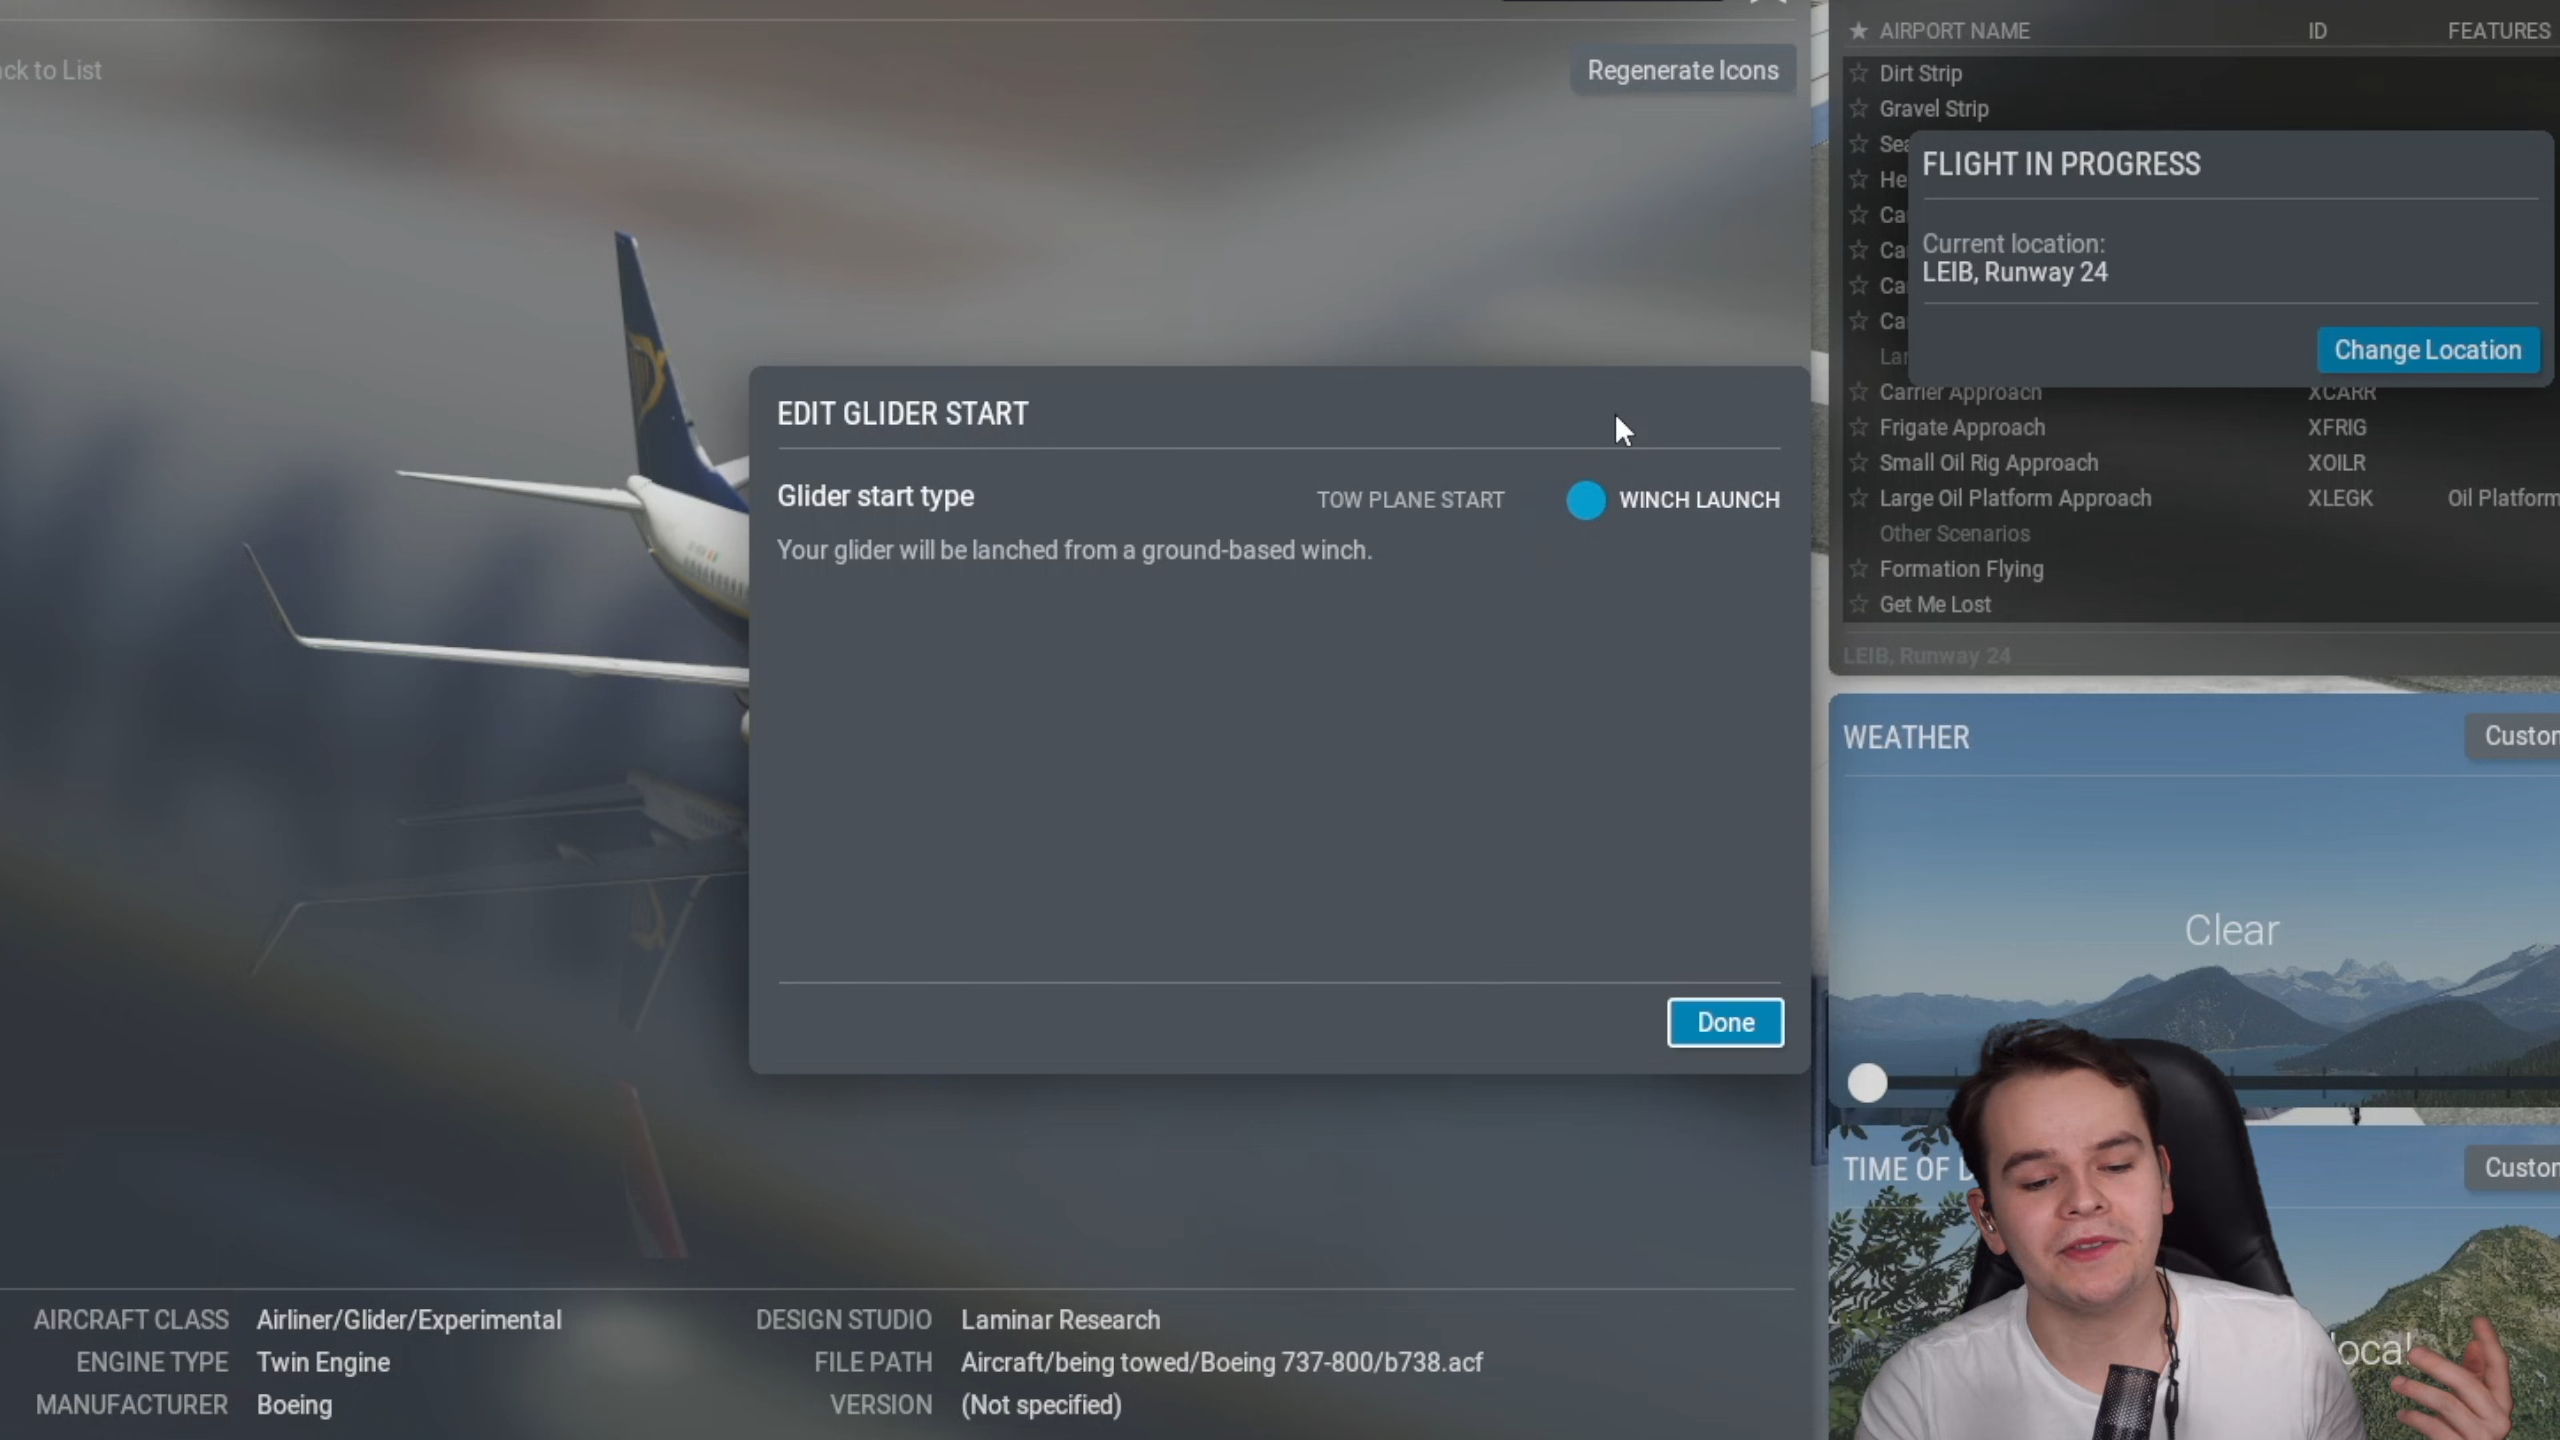 Back to List
Regenerate Icons
EDIT GLIDER START
Glider start type
TOW PLANE START
WINCH LAUNCH
Your glider will be lanched from a ground-based winch.
Done
AIRCRAFT CLASS Airliner/Glider/Experimental
ENGINE TYPE Twin Engine
MANUFACTURER Boeing
DESIGN STUDIO Laminar Research
FILE PATH Aircraft/being towed/Boeing 737-800/b738.acf
VERSION (Not specified)
★ AIRPORT NAME ID FEATURES
Dirt Strip
Gravel Strip
FLIGHT IN PROGRESS
Current location:
LEIB, Runway 24
Change Location
Carrier Approach XCARR
Frigate Approach XFRIG
Small Oil Rig Approach XOILR
Large Oil Platform Approach XLEGK Oil Platform
Other Scenarios
Formation Flying
Get Me Lost
LEIB, Runway 24
WEATHER
Clear
TIME OF